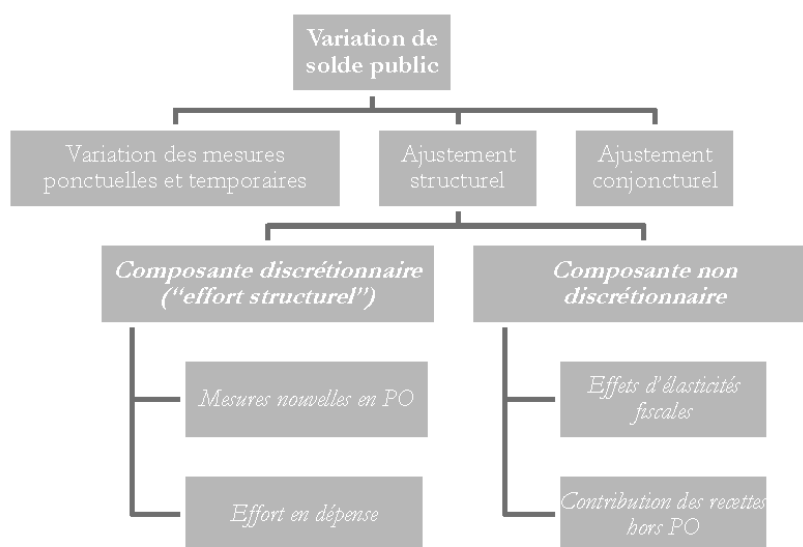 Variation de
solde public
Variation des mesures
ponctuelles et temporaires
Ajustement
structurel
Ajustement
conjoncturel
Composante discrétionnaire
(“effort structurel”)
Composante non
discrétionnaire
Mesures nouvelles en PO
Effort en dépense
Effets d’élasticités
fiscales
Contribution des recettes
hors PO